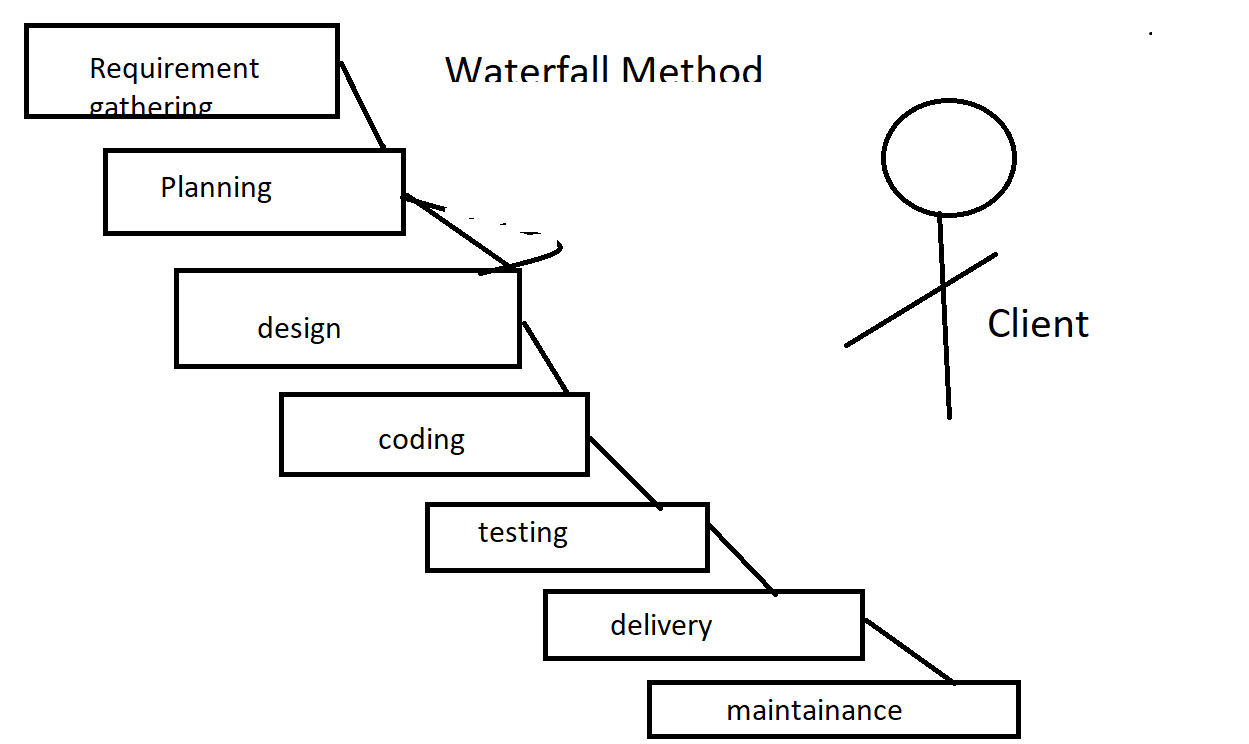 Requirement
gathering
Waterfall Method
Planning
design
Client
coding
testing
delivery
maintainance